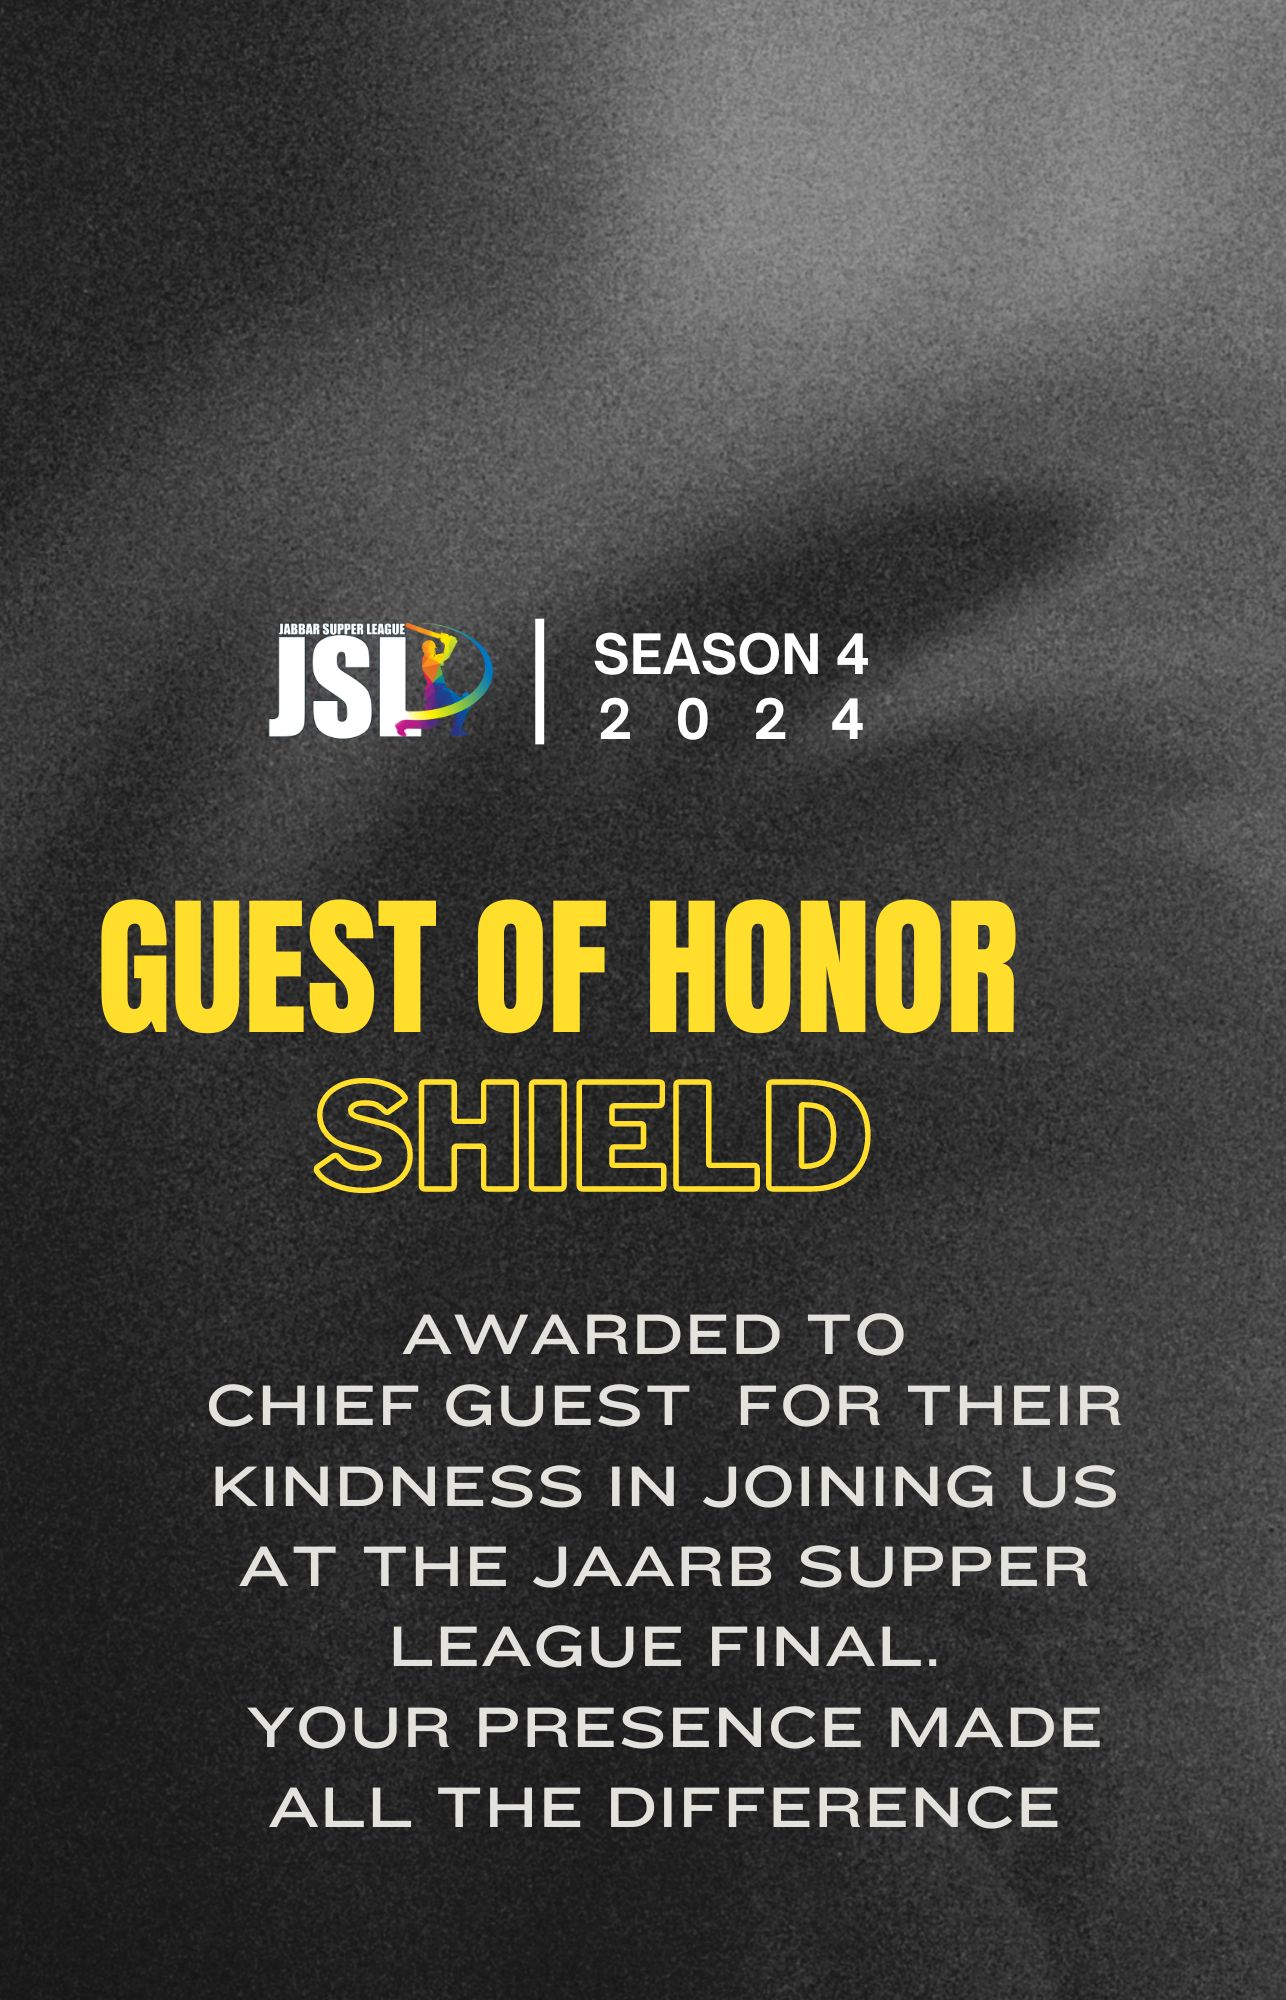 JABBAR SUPPER LEAGUE
JSL
SEASON 4
2 0 2 4
GUEST OF HONOR
SHIELD
AWARDED TO
CHIEF GUEST FOR THEIR
KINDNESS IN JOINING US
AT THE JAARB SUPPER
LEAGUE FINAL.
YOUR PRESENCE MADE
ALL THE DIFFERENCE